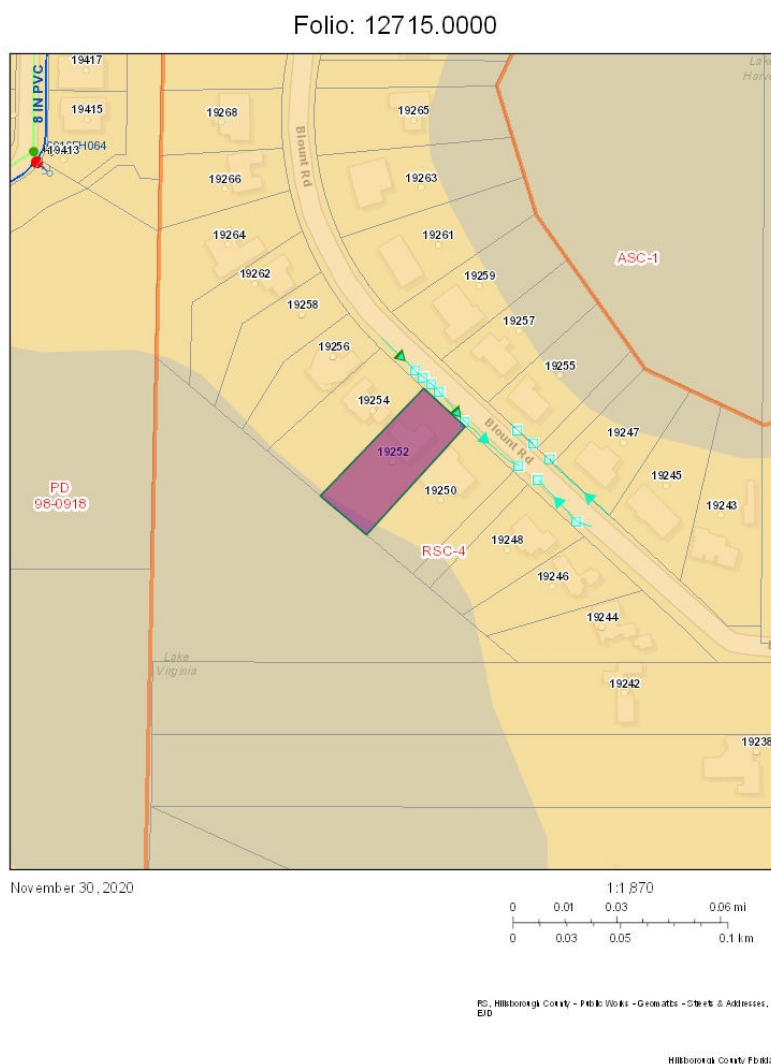 Folio: 12715.0000
19417
8 IN PVC
19415
19413
19268
19265
Blount Rd
19266
19263
19264
19261
19262
19259
ASC-1
19258
19257
19256
19255
19254
Blount Rd
19252
19247
19250
19245
19243
PD
98-0918
RSC-4
19248
19246
19244
Lake
Virginia
19242
19238
November 30, 2020
1:1,870
0 0.01 0.03 0.06 mi
0 0.03 0.05 0.1 km
RS, Hillsborough County - Public Works - Geomatics - Streets & Addresses,
EJD
Hillsborough County Florida